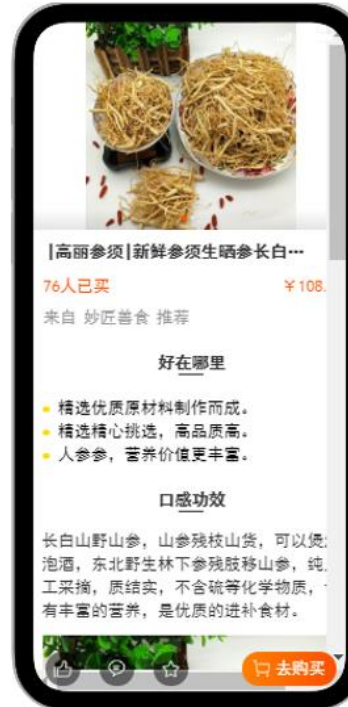 |高丽参须|新鲜参须生晒参长白…
76人已买
￥108.
来自 妙匠善食 推荐
好在哪里
精选优质原材料制作而成。
精选精心挑选，高品质高。
人参参，营养价值更丰富。
口感功效
长白山野山参，山参残枝山货，可以煲
泡酒，东北野生林下参残肢移山参，纯
工采摘，质结实，不含硫等化学物质，
有丰富的营养，是优质的进补食材。
去购买